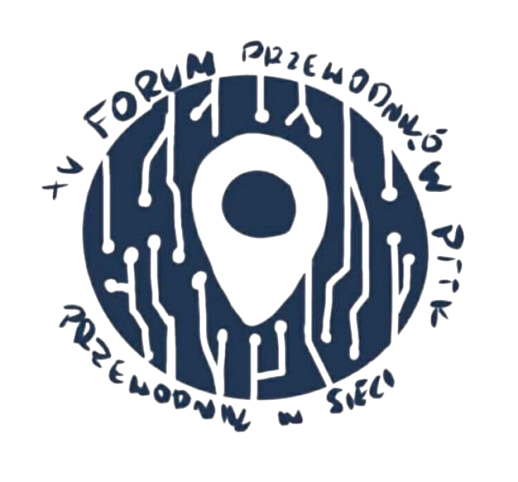 XV FORUM PRZEWODNIKÓW PTTK
PRZEWODNIK W SIECI